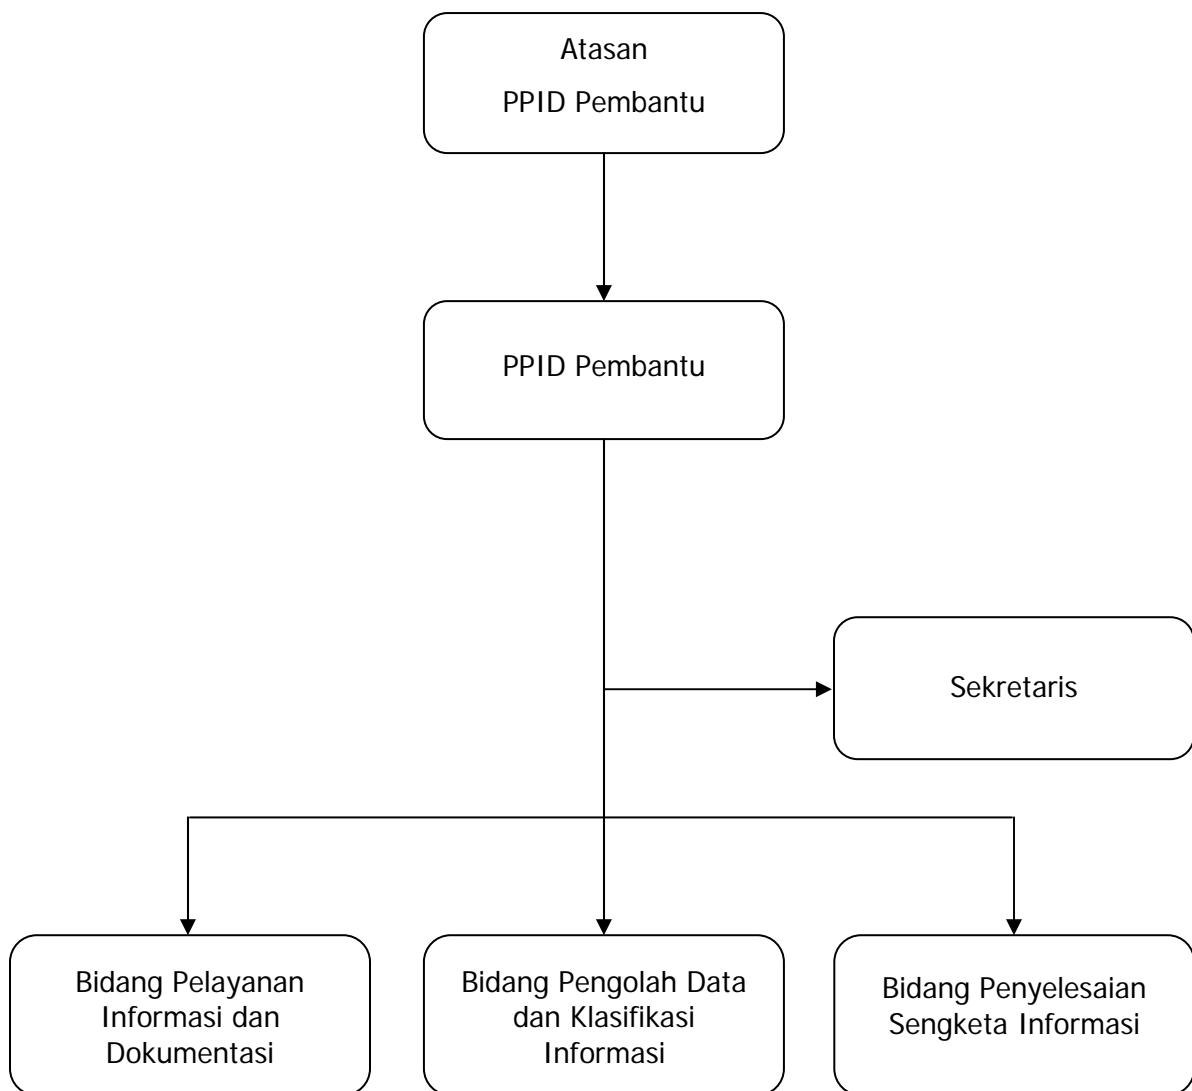 Atasan
PPID Pembantu
PPID Pembantu
Sekretaris
Bidang Pelayanan
Informasi dan
Dokumentasi
Bidang Pengolah Data
dan Klasifikasi
Informasi
Bidang Penyelesaian
Sengketa Informasi